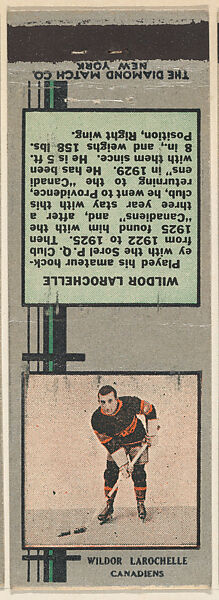 THE DIAMOND MATCH CO.
NEW YORK
WILDOR LAROCHELLE
Played his amateur hock-
ey with the Sorel P.Q. Club
from 1922 to 1925. Then
1925 found him with the
"Canadiens" and, after a
three year stay with this
club, he went to Providence,
returning to the "Canadi
ens" in 1929. He has been
with them since. He is 5 ft.
8 in., and weighs 158 lbs.
Position, Right wing.
WILDOR LAROCHELLE
CANADIENS